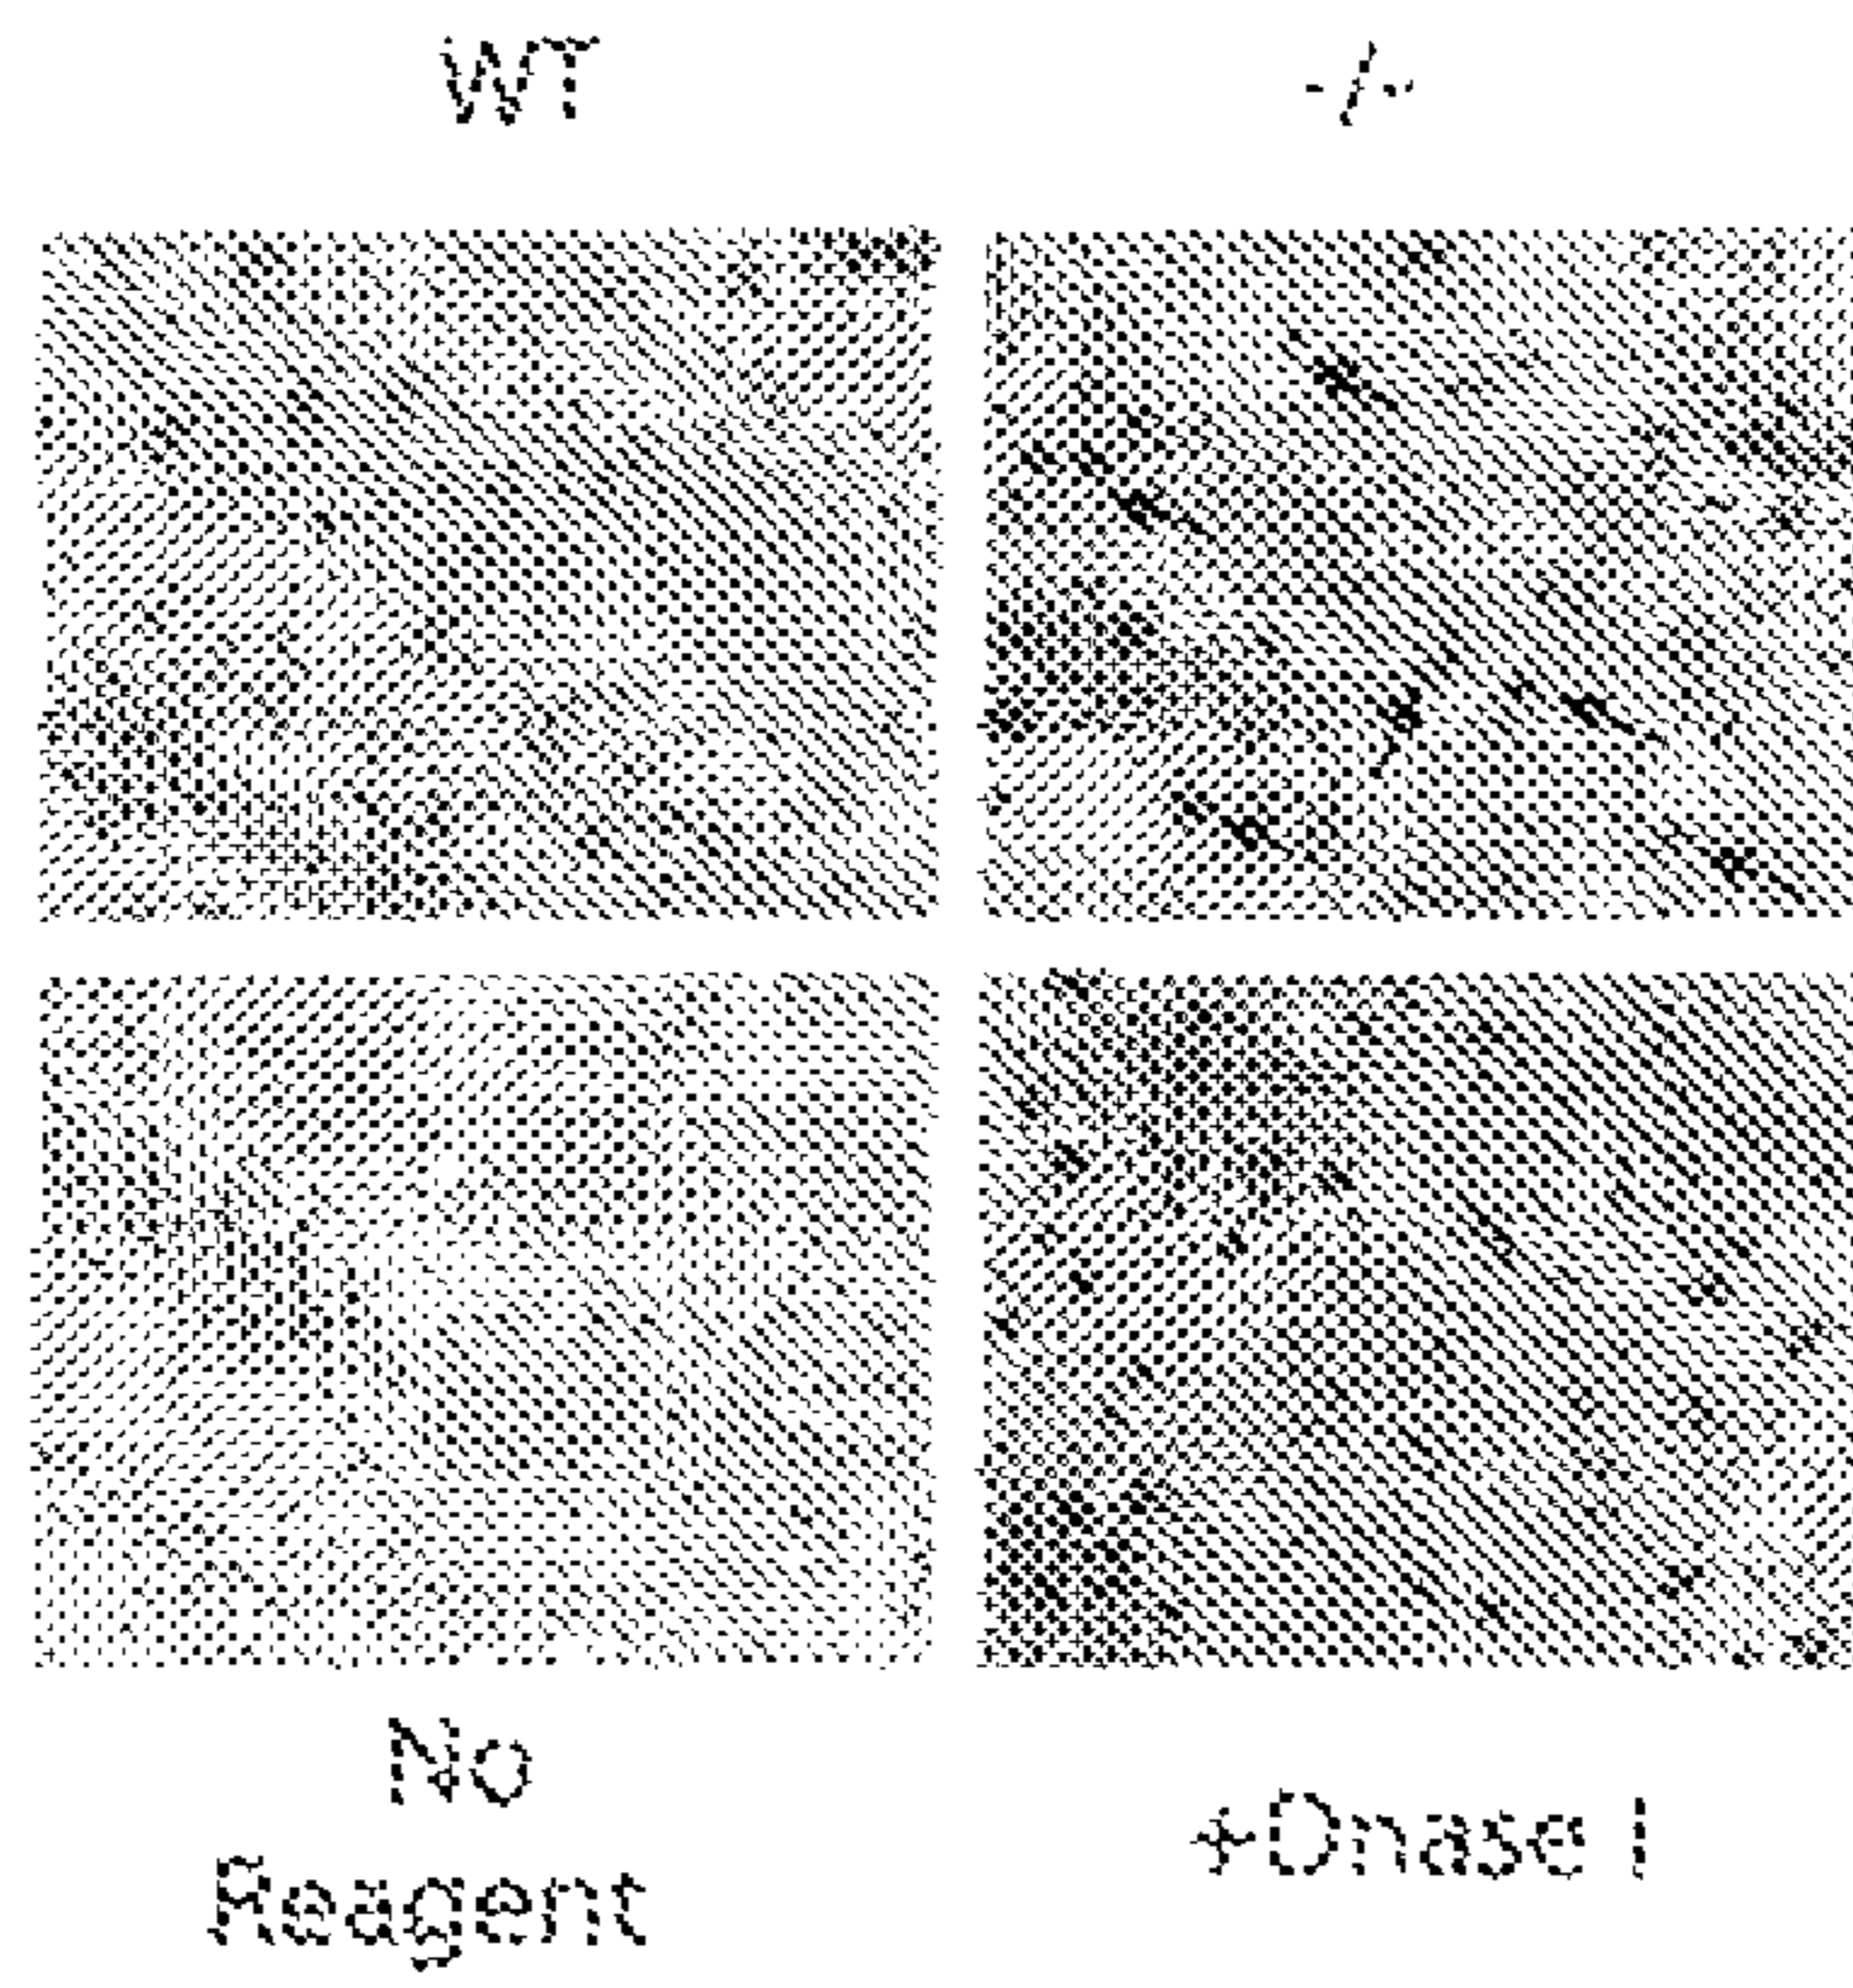 WT
-/-
No
Reagent
+Dnase I